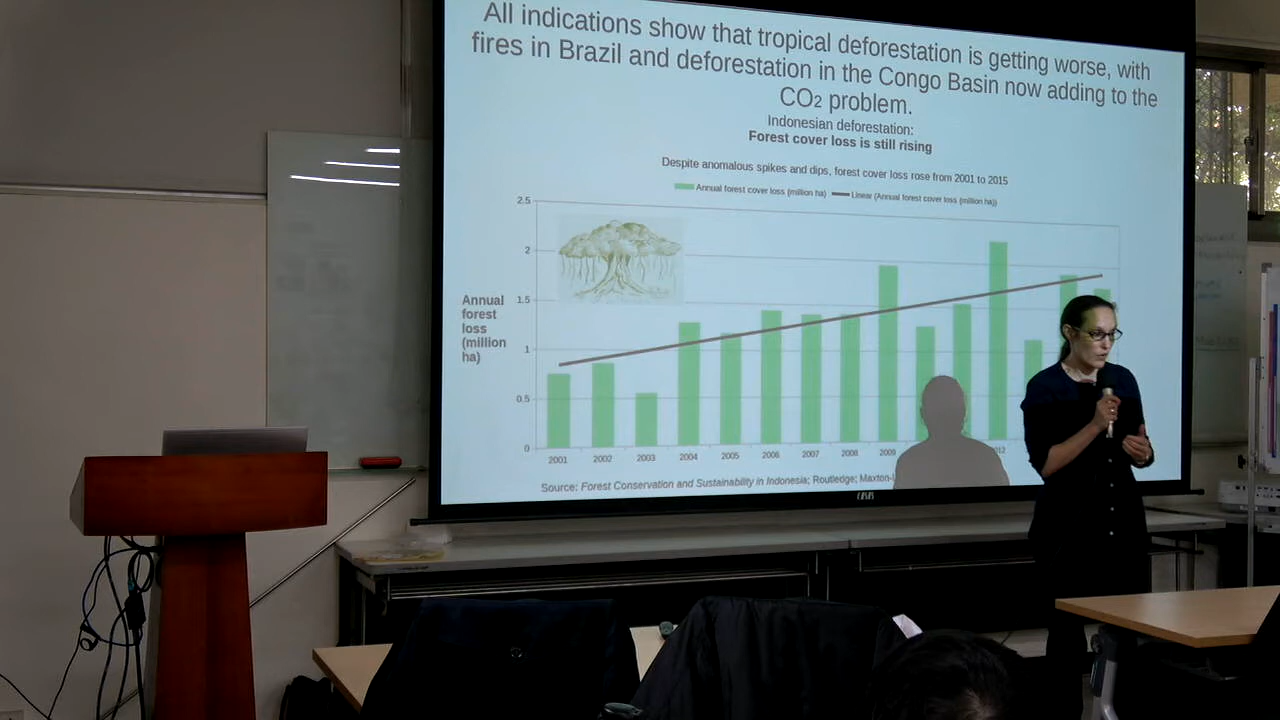 All indications show that tropical deforestation is getting worse, with
fires in Brazil and deforestation in the Congo Basin now adding to the
CO2 problem.
Indonesian deforestation:
Forest cover loss is still rising
Despite anomalous spikes and dips, forest cover loss rose from 2001 to 2015
Annual forest cover loss (million ha) Linear (Annual forest cover loss (million ha))
2.5
2
1.5
1
0.5
0
Annual
forest
loss
(million
ha)
2001 2002 2003 2004 2005 2006 2007 2008 2009
Source: Forest Conservation and Sustainability in Indonesia; Routledge; Maxton-